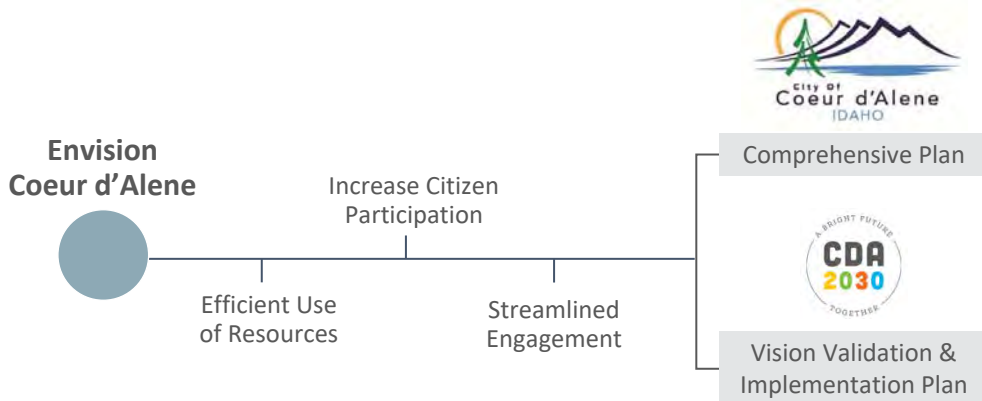 Envision
Coeur d'Alene
Increase Citizen
Participation
Efficient Use
of Resources
Streamlined
Engagement
City Of
Coeur d'Alene
IDAHO
Comprehensive Plan
A BRIGHT FUTURE
CDA
2030
TOGETHER
Vision Validation &
Implementation Plan